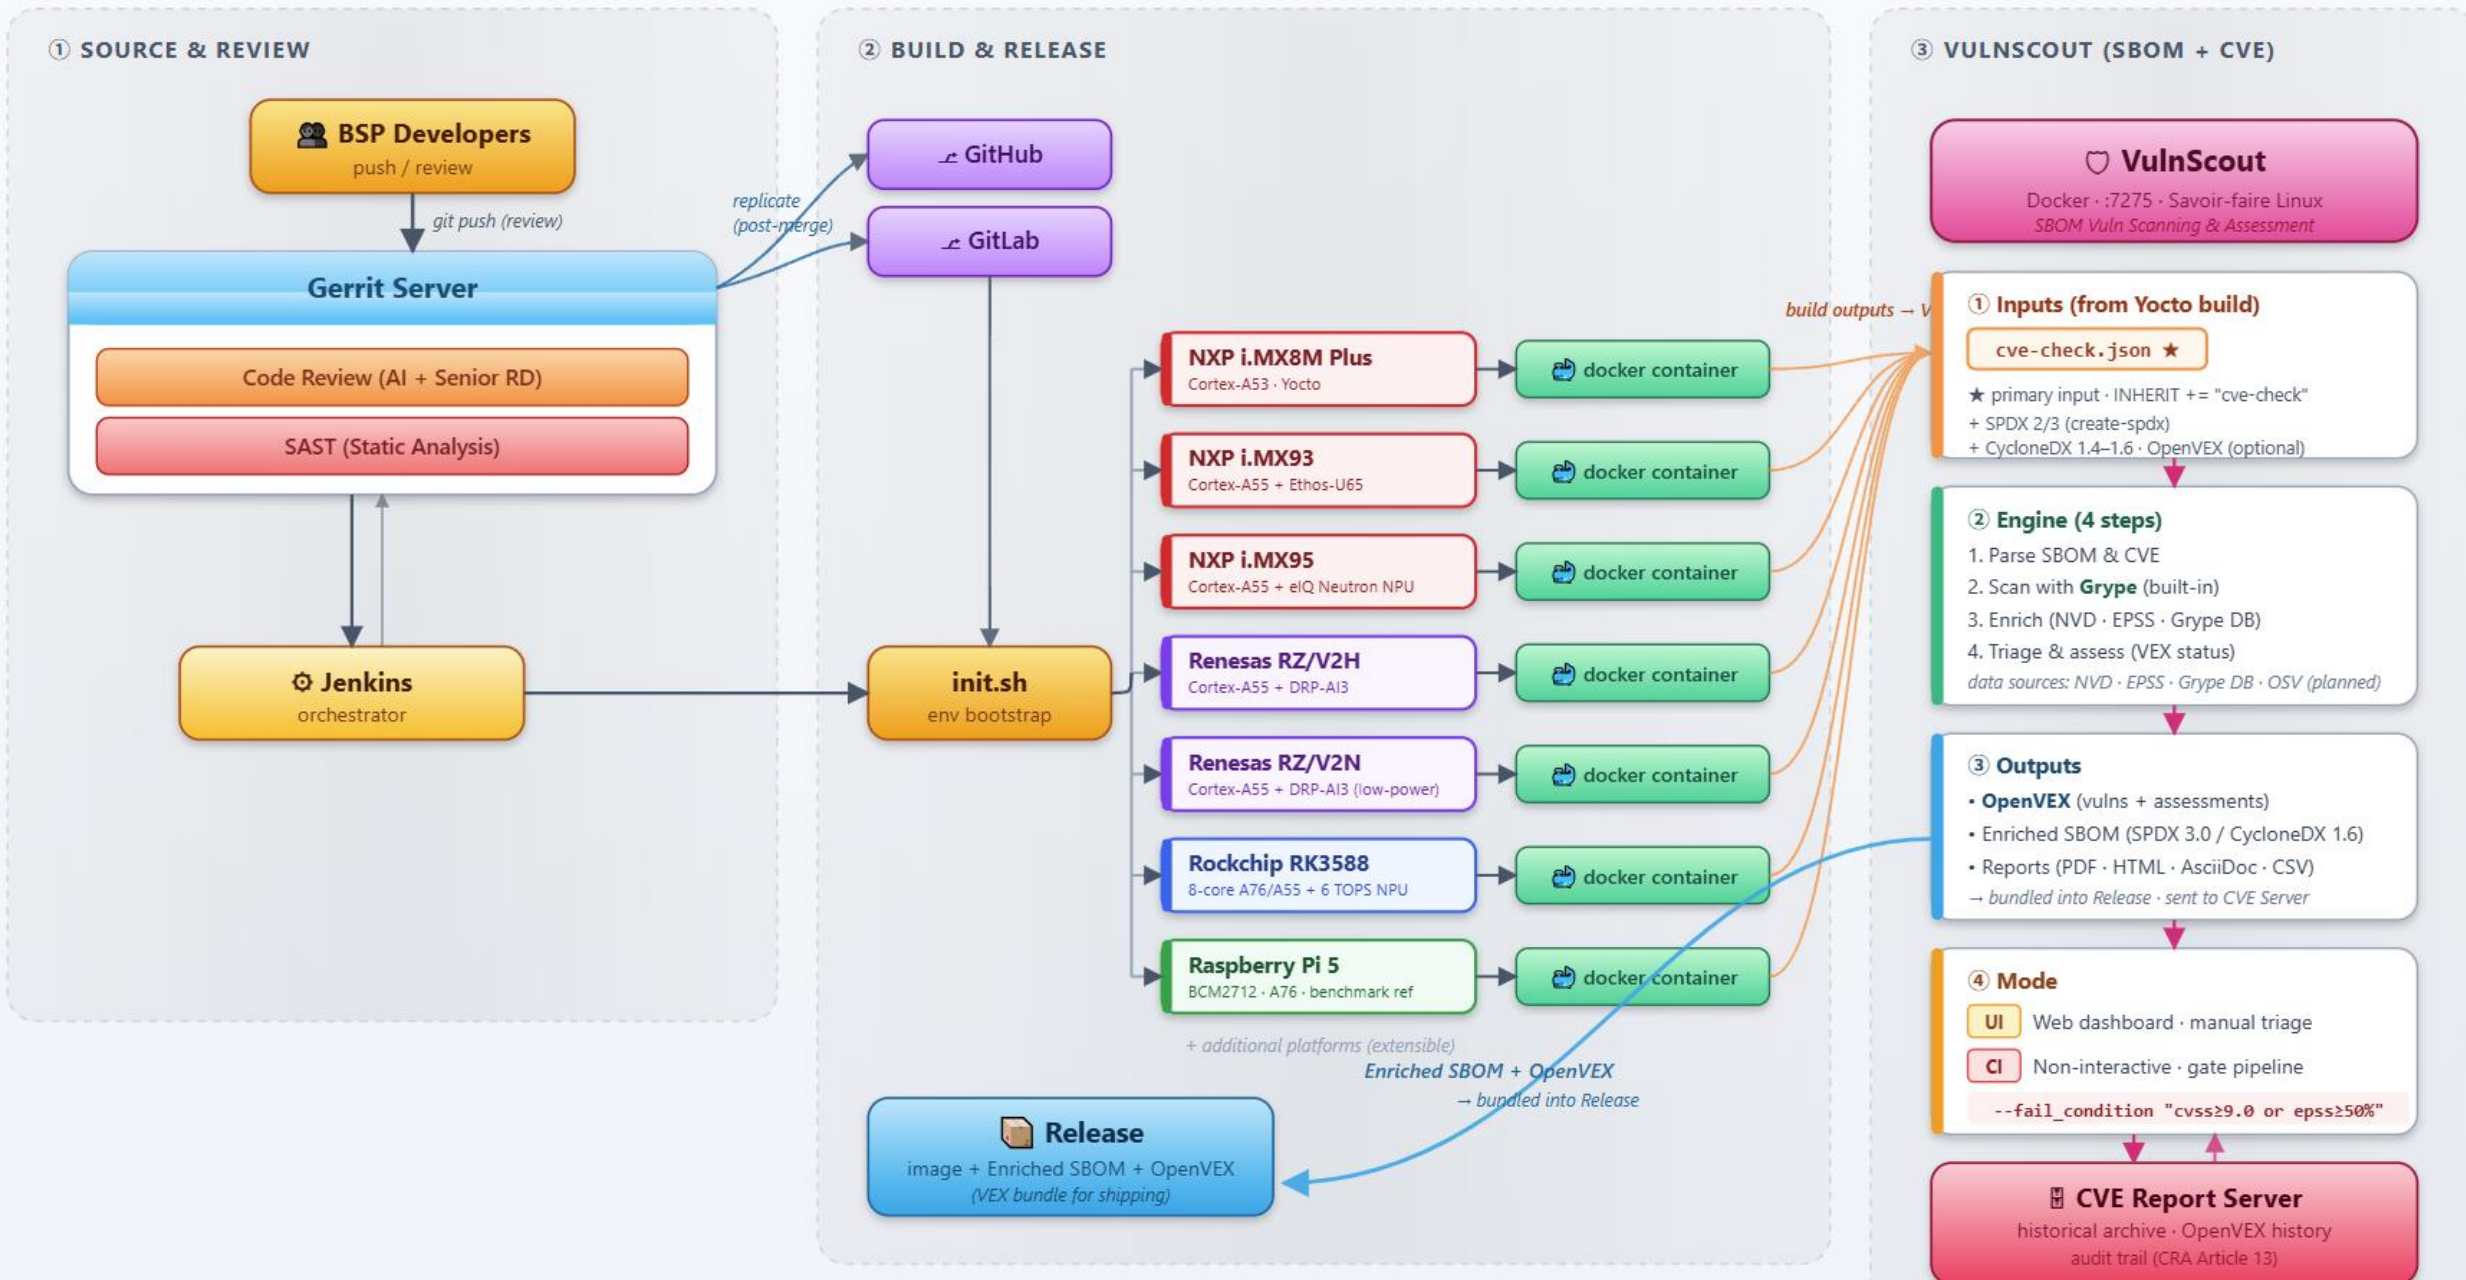 ① SOURCE & REVIEW
BSP Developers
push / review
git push (review)
Gerrit Server
Code Review (AI + Senior RD)
SAST (Static Analysis)
Jenkins
orchestrator
replicate
(post-merge)
② BUILD & RELEASE
GitHub
GitLab
init.sh
env bootstrap
NXP i.MX8M Plus
Cortex-A53 · Yocto
docker container
NXP i.MX93
Cortex-A55 + Ethos-U65
docker container
NXP i.MX95
Cortex-A55 + eIQ Neutron NPU
docker container
Renesas RZ/V2H
Cortex-A55 + DRP-AI3
docker container
Renesas RZ/V2N
Cortex-A55 + DRP-AI3 (low-power)
docker container
Rockchip RK3588
8-core A76/A55 + 6 TOPS NPU
docker container
Raspberry Pi 5
BCM2712 · A76 · benchmark ref
docker container
+ additional platforms (extensible)
Enriched SBOM + OpenVEX
→ bundled into Release
Release
image + Enriched SBOM + OpenVEX
(VEX bundle for shipping)
build outputs → V
③ VULNSCOUT (SBOM + CVE)
VulnScout
Docker · :7275 · Savoir-faire Linux
SBOM Vuln Scanning & Assessment
① Inputs (from Yocto build)
cve-check.json ★
★ primary input · INHERIT += "cve-check"
+ SPDX 2/3 (create-spdx)
+ CycloneDX 1.4–1.6 · OpenVEX (optional)
② Engine (4 steps)
1. Parse SBOM & CVE
2. Scan with Grype (built-in)
3. Enrich (NVD · EPSS · Grype DB)
4. Triage & assess (VEX status)
data sources: NVD · EPSS · Grype DB · OSV (planned)
③ Outputs
• OpenVEX (vulns + assessments)
• Enriched SBOM (SPDX 3.0 / CycloneDX 1.6)
• Reports (PDF · HTML · AsciiDoc · CSV)
→ bundled into Release · sent to CVE Server
④ Mode
UI Web dashboard · manual triage
CI Non-interactive · gate pipeline
--fail_condition "cvss≥9.0 or epss≥50%"
CVE Report Server
historical archive · OpenVEX history
audit trail (CRA Article 13)